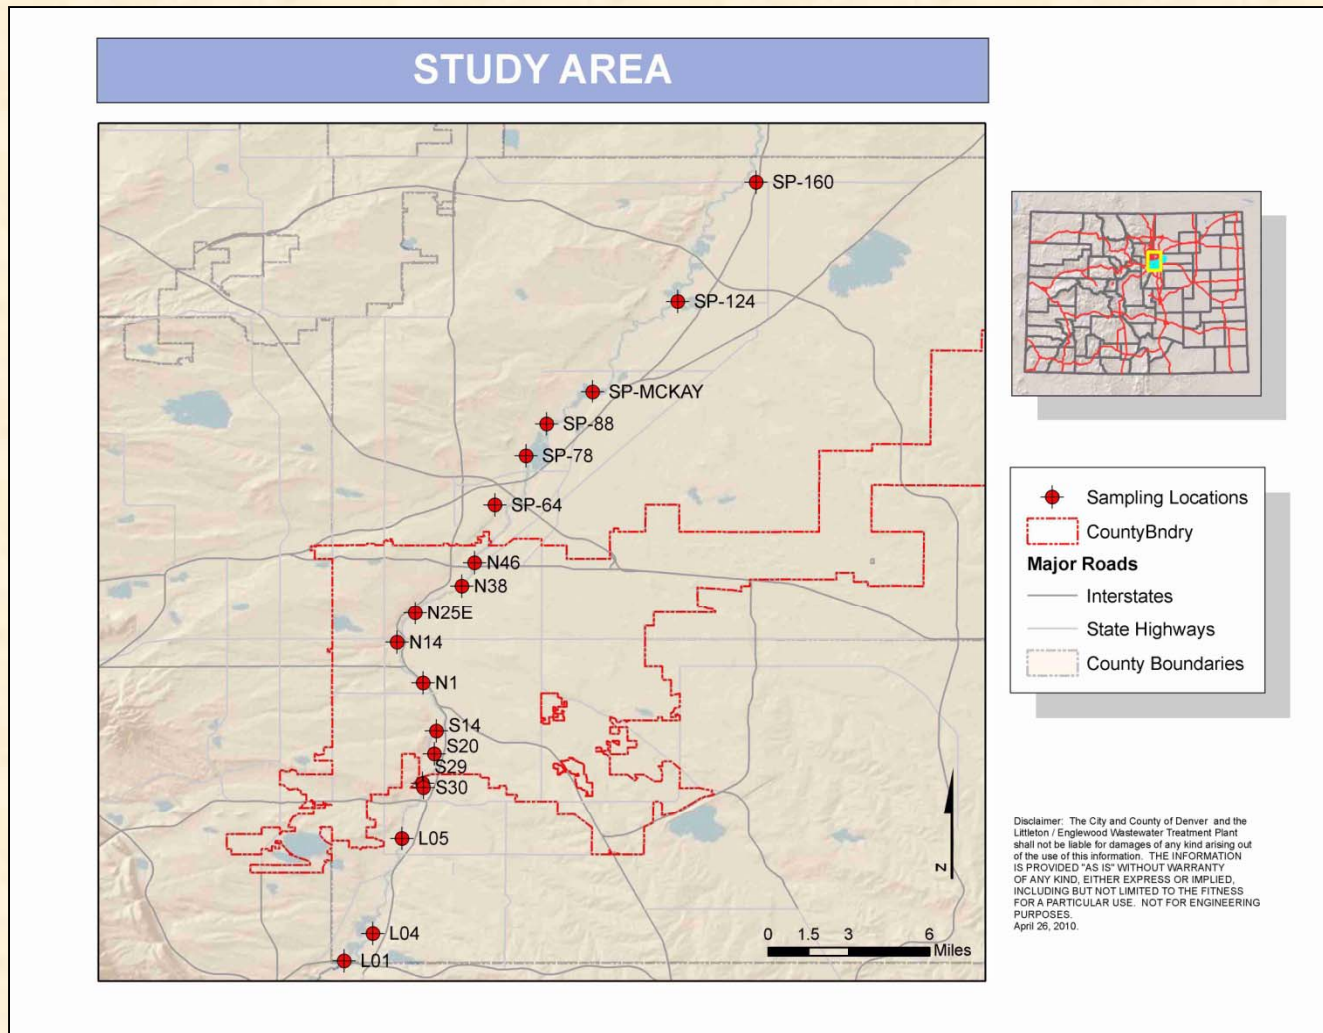 STUDY AREA
SP-160
SP-124
SP-MCKAY
SP-88
SP-78
SP-64
N46
N38
N25E
N14
N1
S14
S20
S29
S30
L05
L04
L01
N
0 1.5 3 6
Miles
Sampling Locations
CountyBndry
Major Roads
Interstates
State Highways
County Boundaries
Disclaimer: The City and County of Denver and the
Littleton / Englewood Wastewater Treatment Plant
shall not be liable for damages of any kind arising out
of the use of this information. THE INFORMATION
IS PROVIDED "AS IS" WITHOUT WARRANTY
OF ANY KIND, EITHER EXPRESS OR IMPLIED,
INCLUDING BUT NOT LIMITED TO THE FITNESS
FOR A PARTICULAR USE. NOT FOR ENGINEERING
PURPOSES.
April 26, 2010.